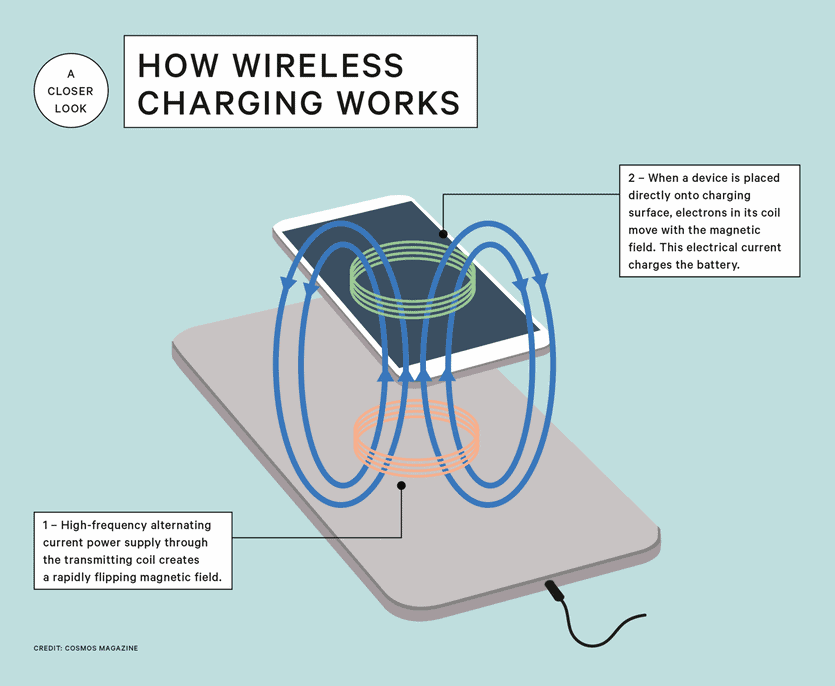 A
CLOSER
LOOK
HOW WIRELESS
CHARGING WORKS
2 – When a device is placed
directly onto charging
surface, electrons in its coil
move with the magnetic
field. This electrical current
charges the battery.
1 – High-frequency alternating
current power supply through
the transmitting coil creates
a rapidly flipping magnetic field.
CREDIT: COSMOS MAGAZINE